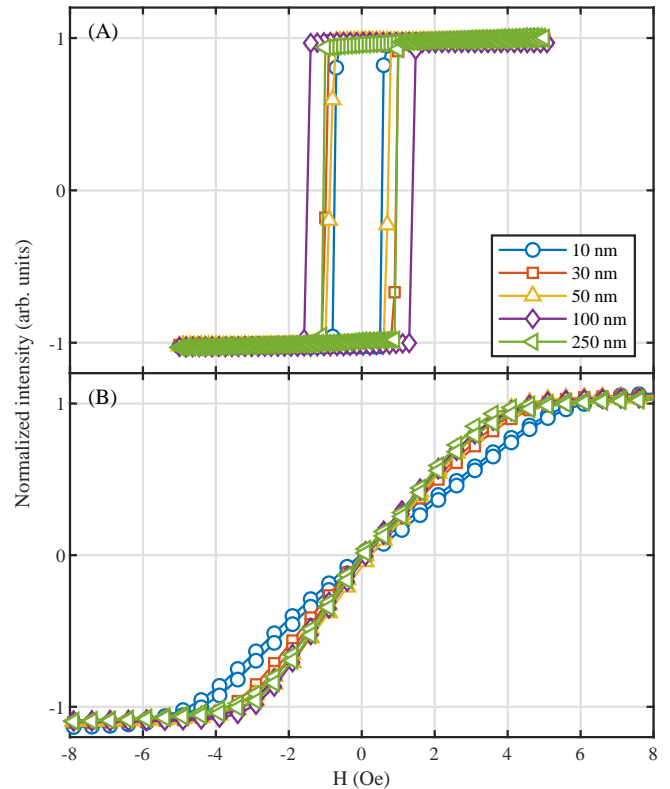 (A)
1
0
-1
10 nm
30 nm
50 nm
100 nm
250 nm
Normalized intensity (arb. units)
(B)
1
0
-1
-8 -6 -4 -2 0 2 4 6 8
H (Oe)